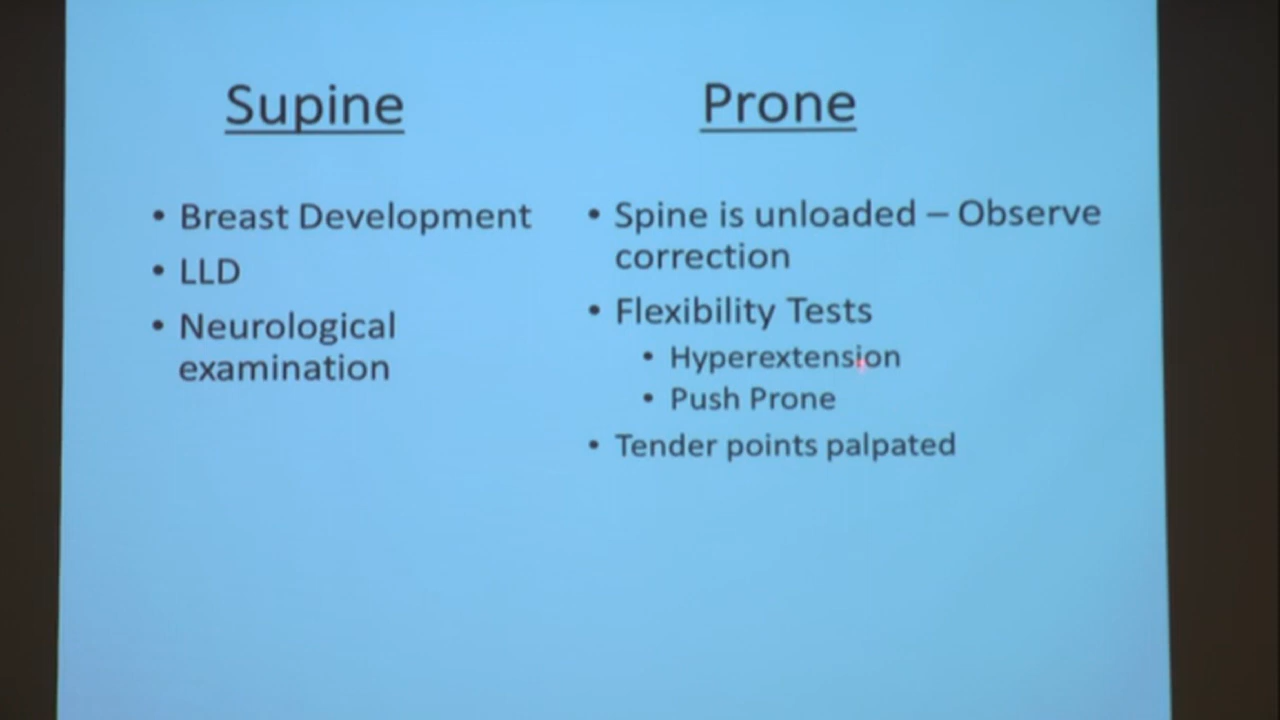 Supine
• Breast Development
• LLD
• Neurological
examination
Prone
• Spine is unloaded – Observe
correction
• Flexibility Tests
• Hyperextension
• Push Prone
• Tender points palpated